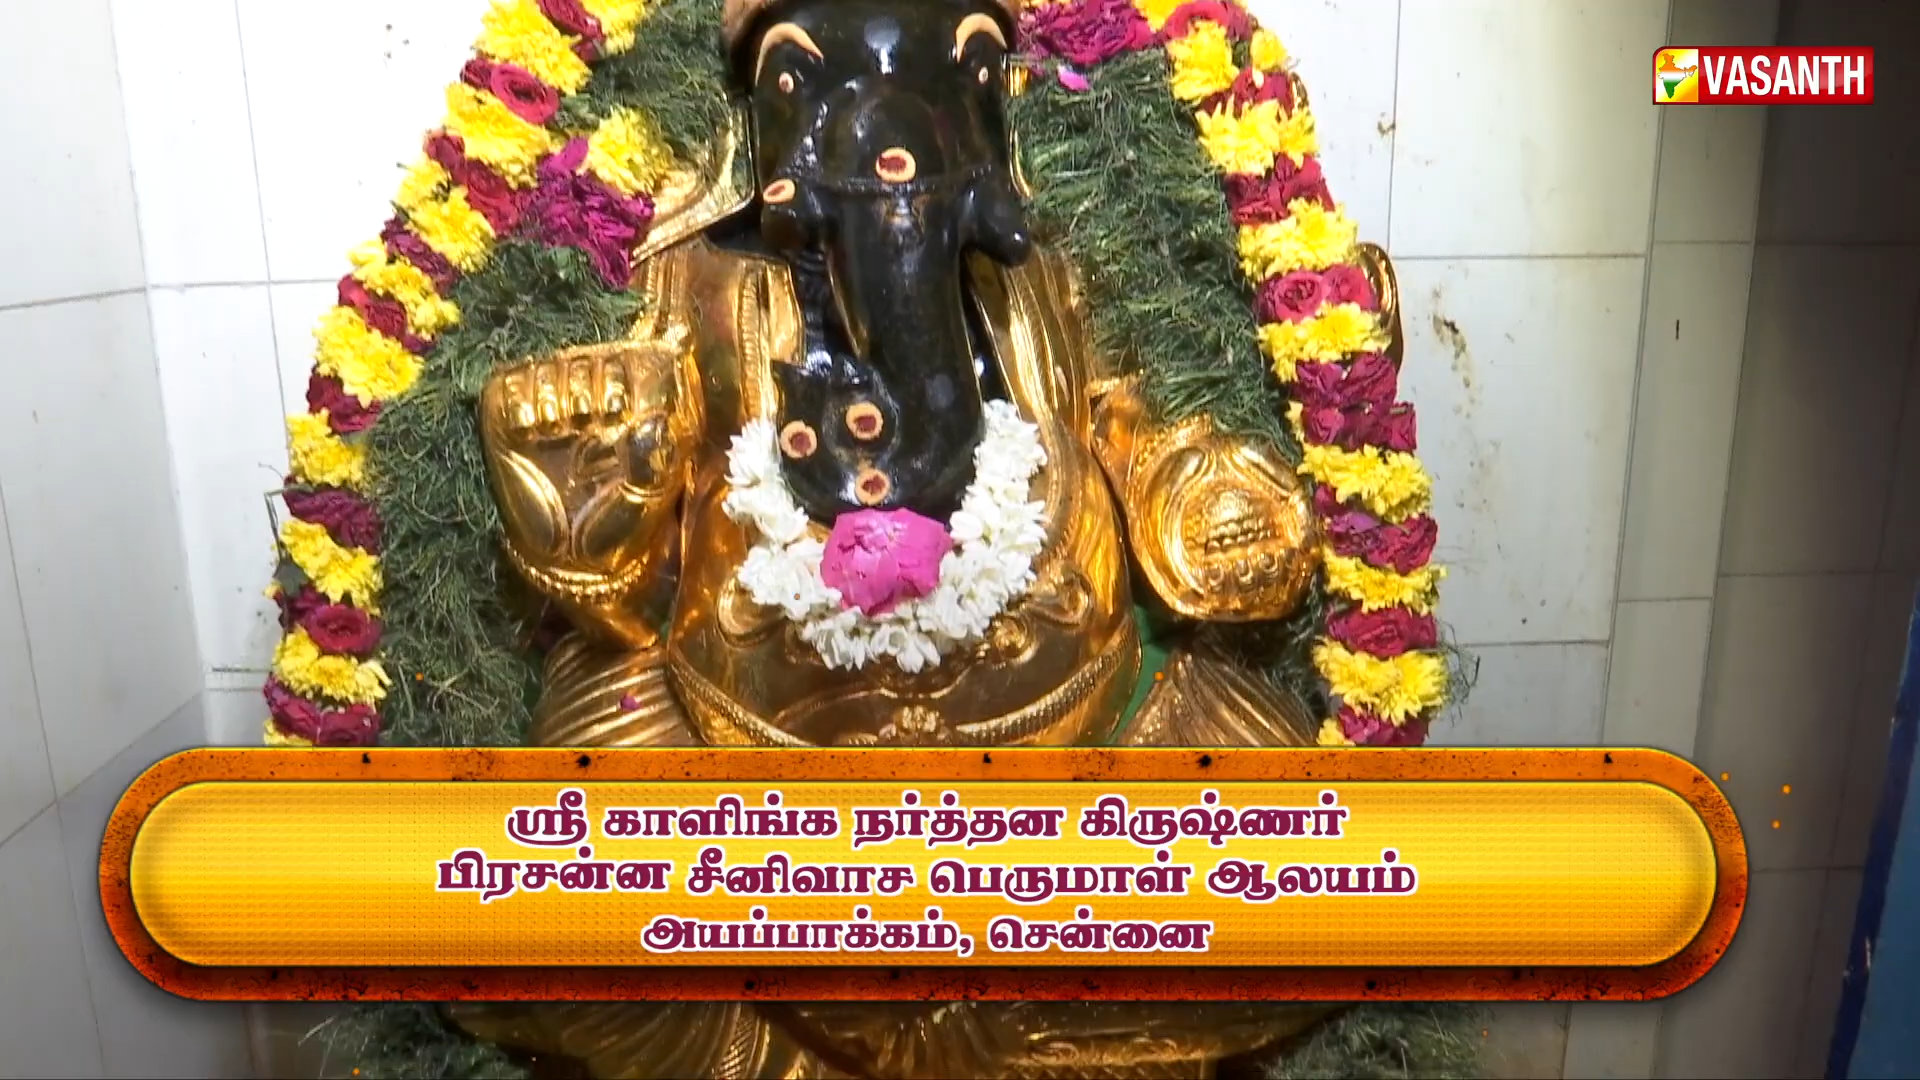 VASANTH
ஸ்ரீ காளிங்க நர்த்தன கிருஷ்ணர்
பிரசன்ன சீனிவாச பெருமாள் ஆலயம்
அயப்பாக்கம், சென்னை